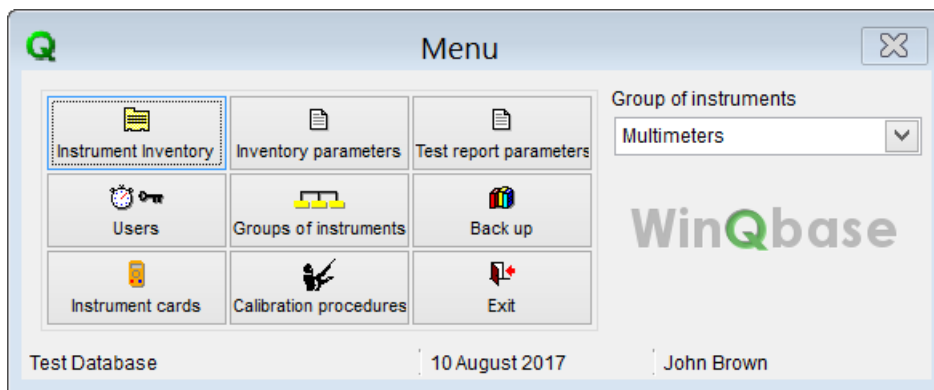 Menu
Group of instruments
Multimeters
Instrument Inventory
Inventory parameters
Test report parameters
Users
Groups of instruments
Back up
Instrument cards
Calibration procedures
Exit
WinQbase
Test Database
10 August 2017
John Brown